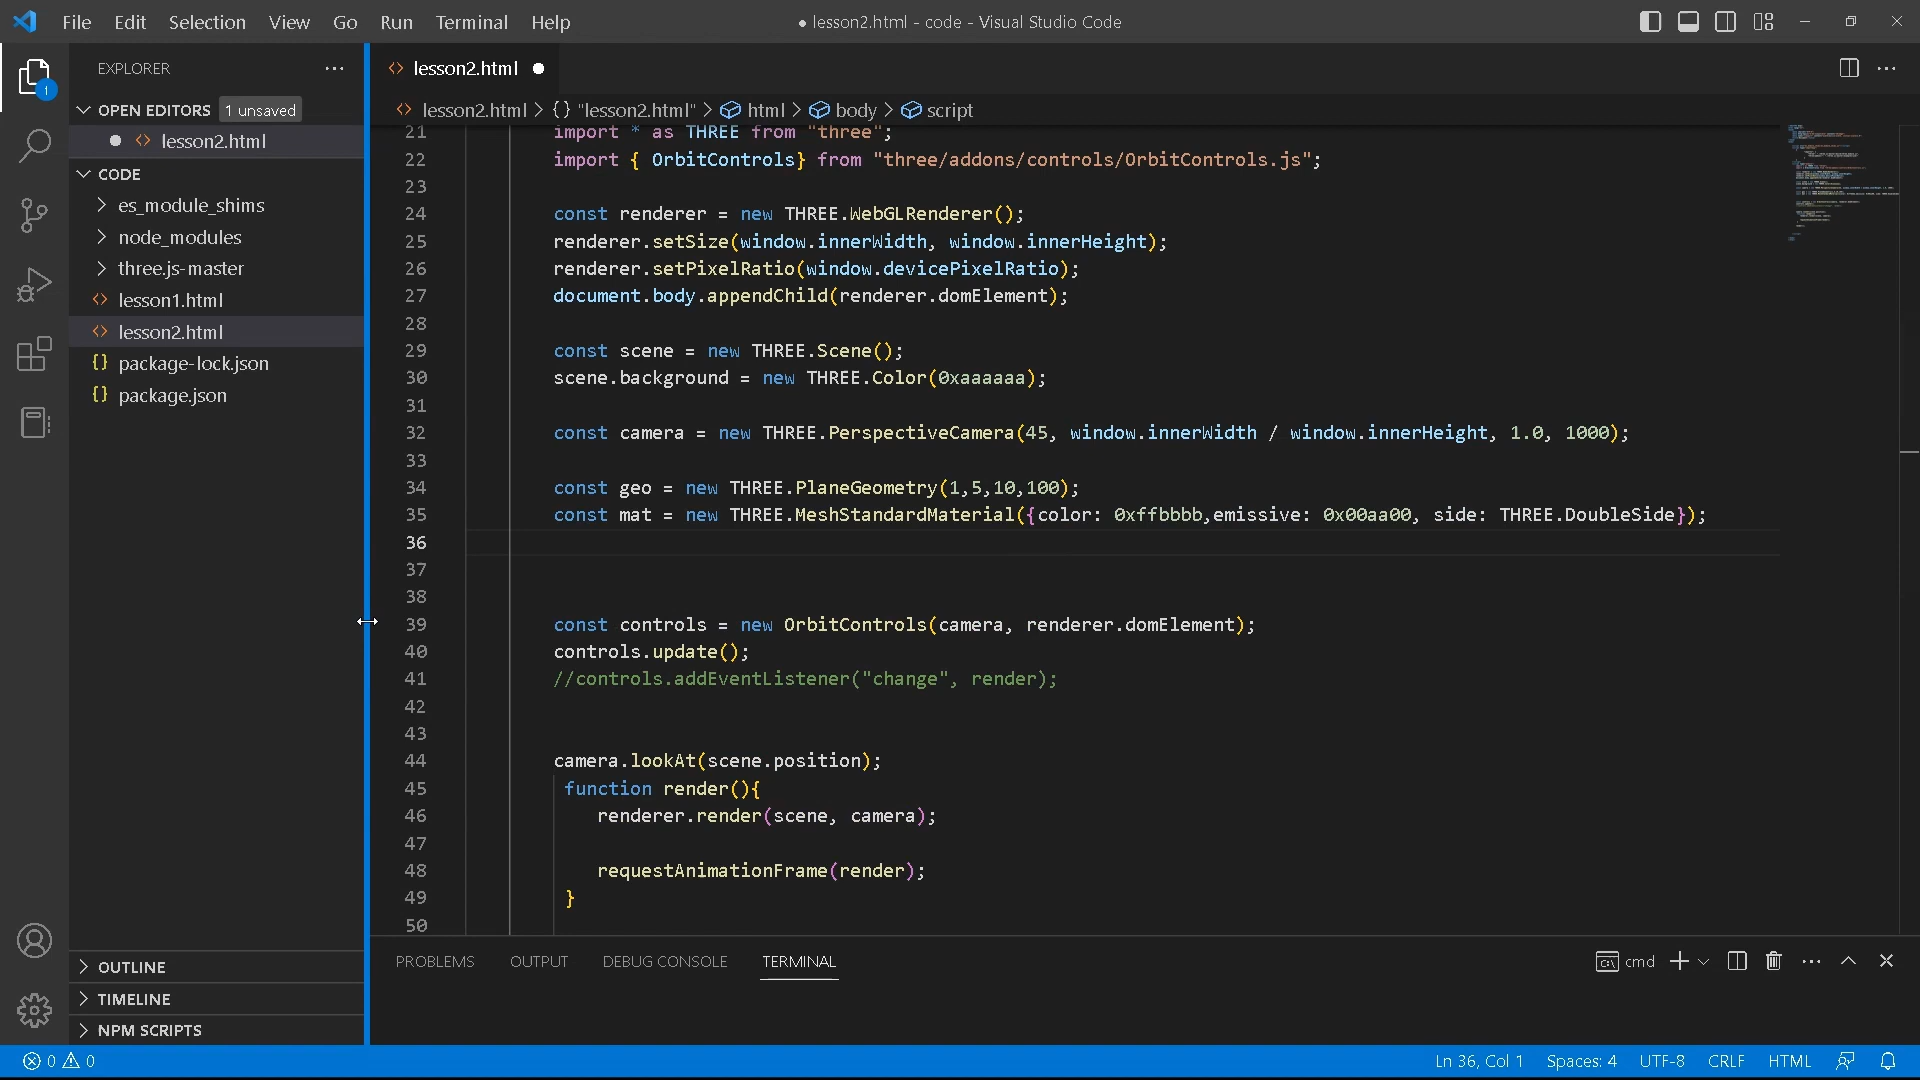 File Edit Selection View Go Run Terminal Help
● lesson2.html - code - Visual Studio Code
EXPLORER
1
OPEN EDITORS 1 unsaved
lesson2.html
CODE
es_module_shims
node_modules
three.js-master
lesson1.html
lesson2.html
package-lock.json
package.json
OUTLINE
TIMELINE
NPM SCRIPTS
lesson2.html ●
lesson2.html > {} "lesson2.html" > html > body > script
21 import * as THREE from "three";
22 import { OrbitControls} from "three/addons/controls/OrbitControls.js";
23
24 const renderer = new THREE.WebGLRenderer();
25 renderer.setSize(window.innerWidth, window.innerHeight);
26 renderer.setPixelRatio(window.devicePixelRatio);
27 document.body.appendChild(renderer.domElement);
28
29 const scene = new THREE.Scene();
30 scene.background = new THREE.Color(0xaaaaaa);
31
32 const camera = new THREE.PerspectiveCamera(45, window.innerWidth / window.innerHeight, 1.0, 1000);
33
34 const geo = new THREE.PlaneGeometry(1,5,10,100);
35 const mat = new THREE.MeshStandardMaterial({color: 0xffbbbb,emissive: 0x00aa00, side: THREE.DoubleSide});
36
37
38
39 const controls = new OrbitControls(camera, renderer.domElement);
40 controls.update();
41 //controls.addEventListener("change", render);
42
43
44 camera.lookAt(scene.position);
45 function render(){
46 renderer.render(scene, camera);
47
48 requestAnimationFrame(render);
49 }
50
PROBLEMS OUTPUT DEBUG CONSOLE TERMINAL
cmd
0 0
Ln 36, Col 1 Spaces: 4 UTF-8 CRLF HTML